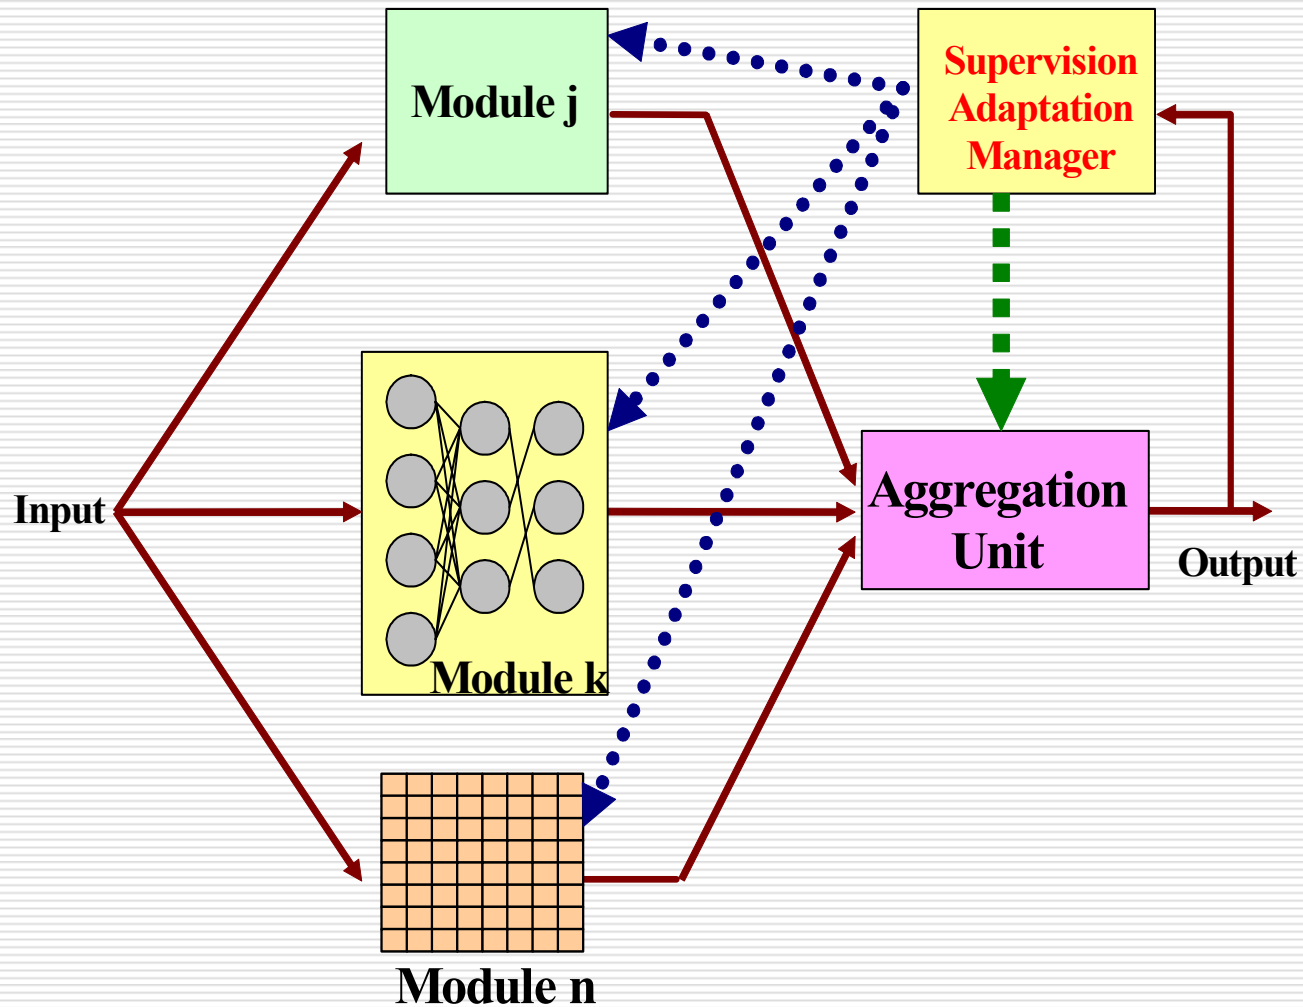 Module j
Supervision
Adaptation
Manager
Input
Module k
Aggregation
Unit
Output
Module n